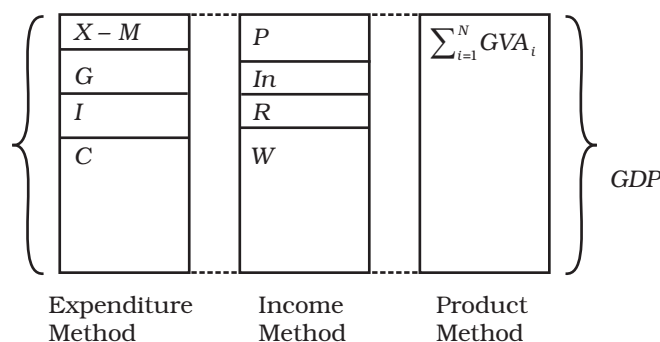 X – M
G
I
C
P
In
R
W
∑_{i=1}^{N} GVA_i
GDP
Expenditure
Method
Income
Method
Product
Method